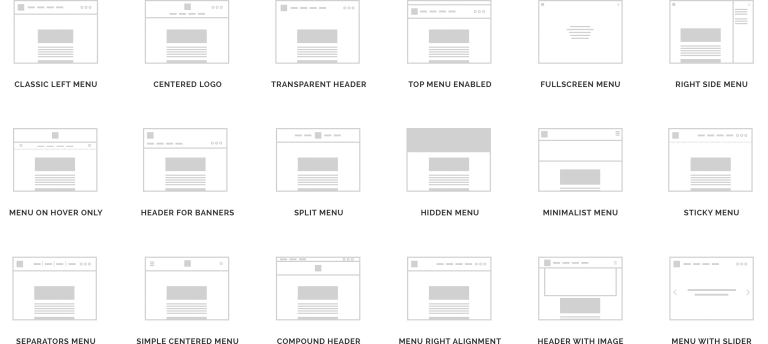 CLASSIC LEFT MENU
CENTERED LOGO
TRANSPARENT HEADER
TOP MENU ENABLED
FULLSCREEN MENU
RIGHT SIDE MENU
MENU ON HOVER ONLY
HEADER FOR BANNERS
SPLIT MENU
HIDDEN MENU
MINIMALIST MENU
STICKY MENU
SEPARATORS MENU
SIMPLE CENTERED MENU
COMPOUND HEADER
MENU RIGHT ALIGNMENT
HEADER WITH IMAGE
MENU WITH SLIDER